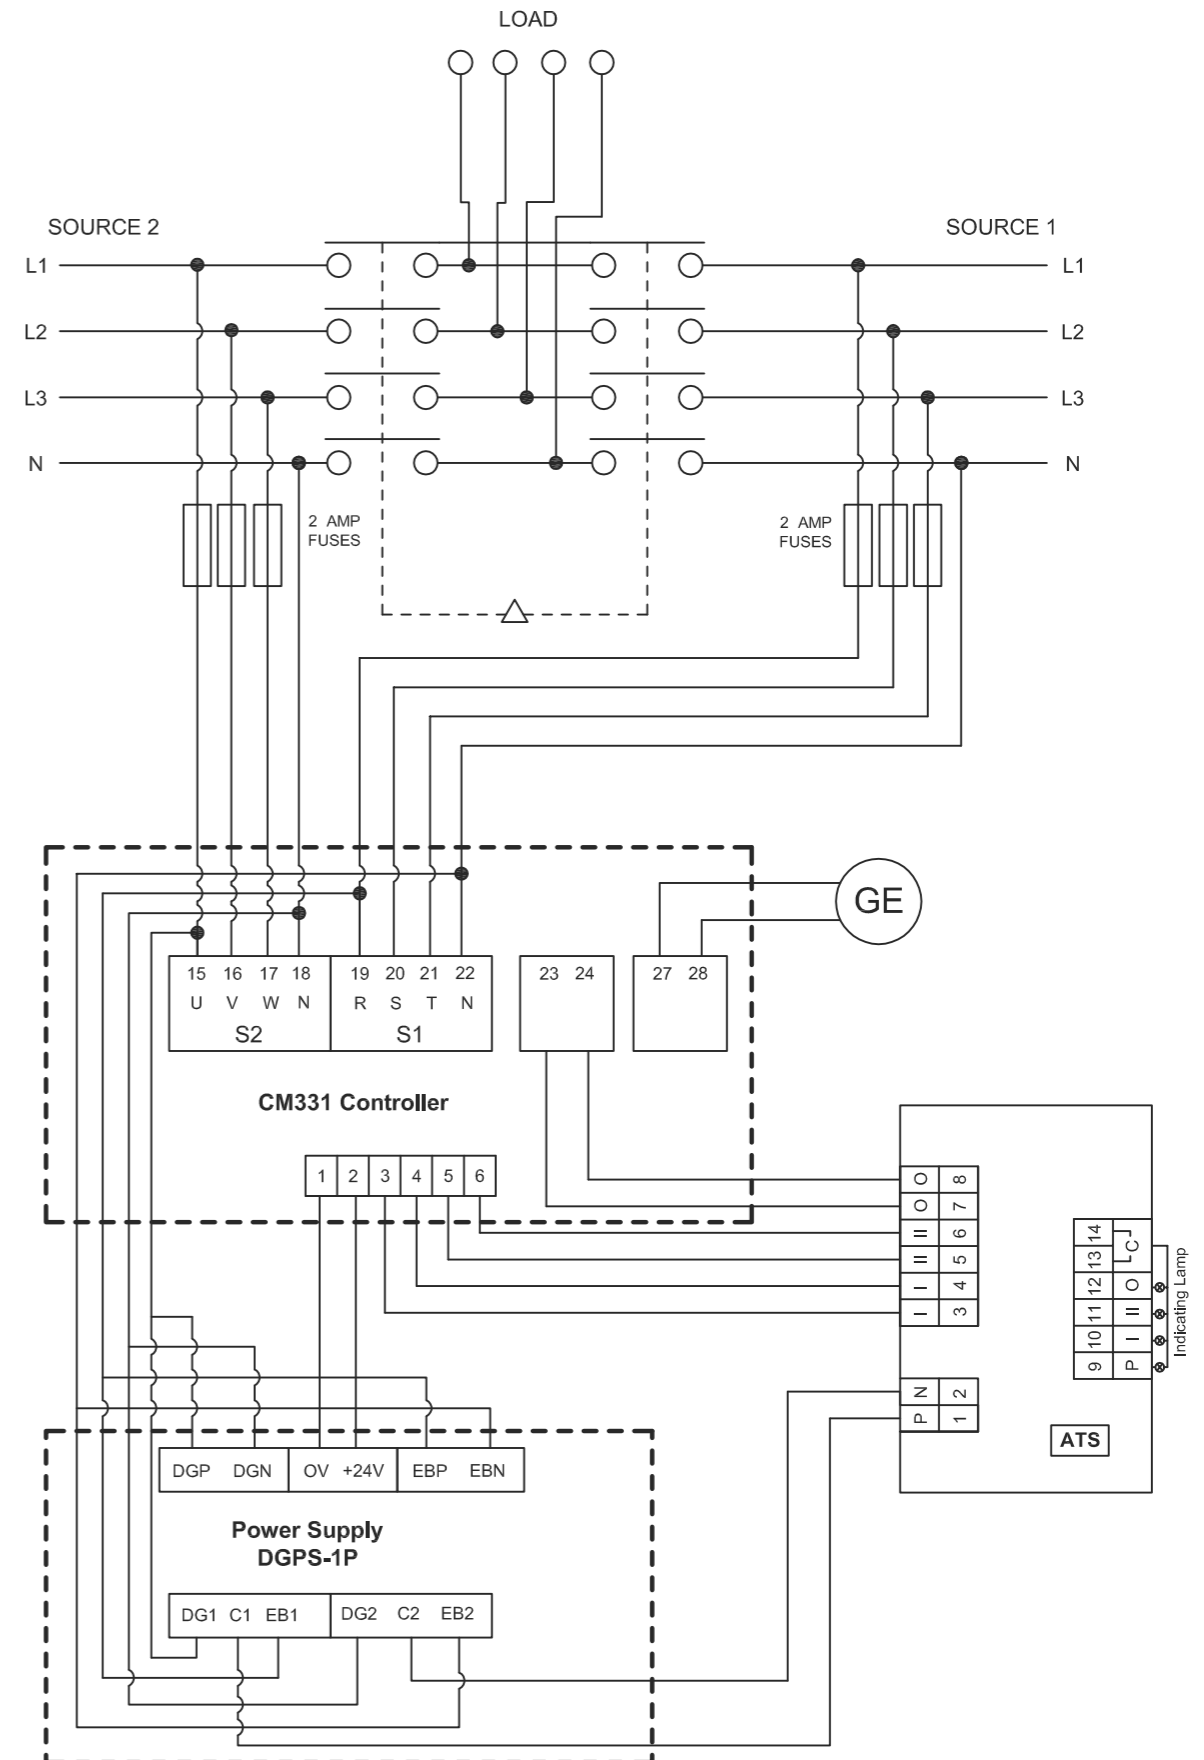 LOAD
SOURCE 2 SOURCE 1
L1 L1
L2 L2
L3 L3
N N
2 AMP 2 AMP
FUSES FUSES
GE
15 16 17 18 19 20 21 22 23 24 27 28
U V W N R S T N
S2 S1
CM331 Controller
1 2 3 4 5 6
O 8
O 7
II 6
II 5
I 4
I 3
N 2
P 1
14
13 C
12 O
11 II
10 I
9 P
Indicating Lamp
ATS
DGP DGN OV +24V EBP EBN
Power Supply
DGPS-1P
DG1 C1 EB1 DG2 C2 EB2